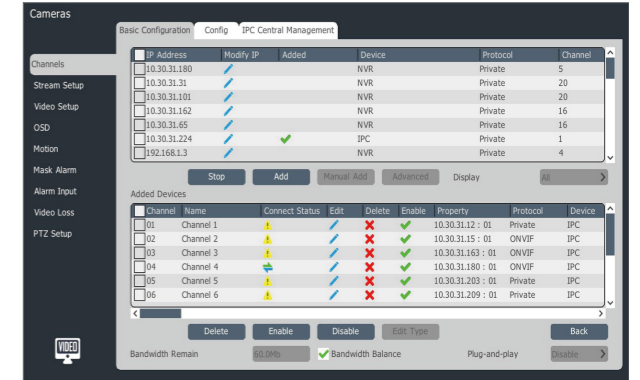 Cameras
Basic Configuration Config IPC Central Management
Channels
Stream Setup
Video Setup
OSD
Motion
Mask Alarm
Alarm Input
Video Loss
PTZ Setup
VIDEO
IP Address Modify IP Added Device Protocol Channel
10.30.31.180 NVR Private 5
10.30.31.31 NVR Private 20
10.30.31.101 NVR Private 20
10.30.31.162 NVR Private 16
10.30.31.65 NVR Private 16
10.30.31.224 IPC Private 1
192.168.1.3 NVR Private 4
Stop Add Manual Add Advanced Display All
Added Devices
Channel Name Connect Status Edit Delete Enable Property Protocol Device
01 Channel 1 10.30.31.12 : 01 Private IPC
02 Channel 2 10.30.31.15 : 01 ONVIF IPC
03 Channel 3 10.30.31.163 : 01 ONVIF IPC
04 Channel 4 10.30.31.180 : 01 ONVIF IPC
05 Channel 5 10.30.31.203 : 01 Private IPC
06 Channel 6 10.30.31.209 : 01 Private IPC
Delete Enable Disable Edit Type Back
Bandwidth Remain 60.0Mb Bandwidth Balance Plug-and-play Disable